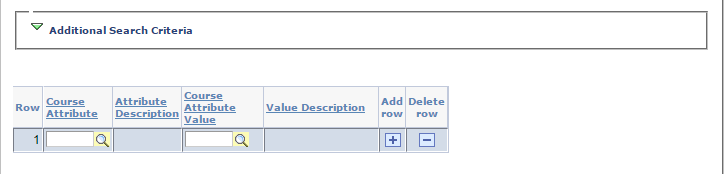 Additional Search Criteria
Row Course Attribute Attribute Description Course Attribute Value Value Description Add row Delete row
1